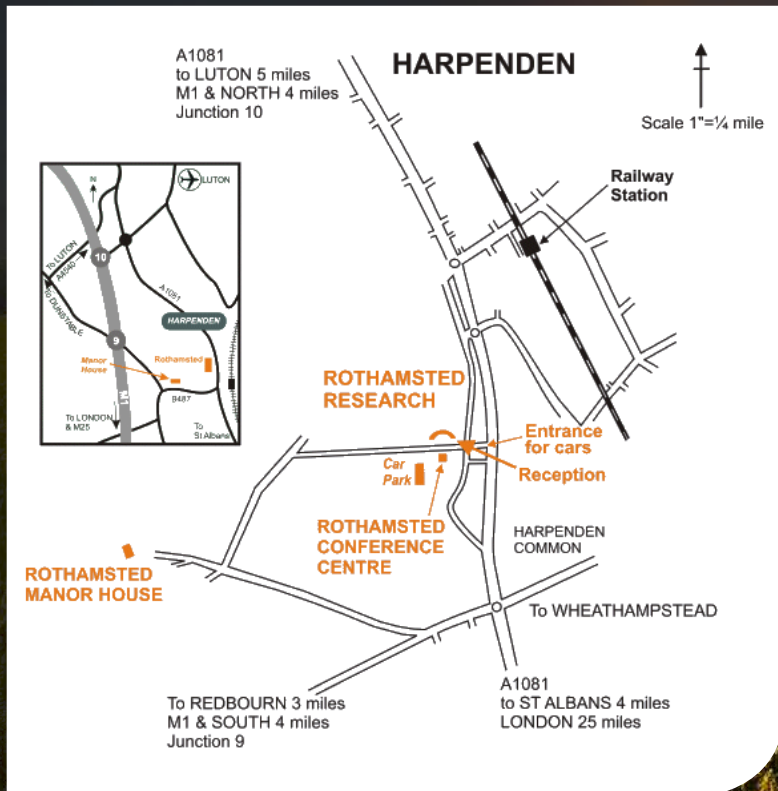 A1081
to LUTON 5 miles
M1 & NORTH 4 miles
Junction 10
HARPENDEN
Scale 1"=¼ mile
Railway
Station
N
LUTON
To LUTON
A4540
10
To DUNSTABLE
A1081
HARPENDEN
9
Manor
House
Rothamsted
M1
B487
To LONDON
& M25
To
St Albans
ROTHAMSTED
RESEARCH
Entrance
for cars
Reception
Car
Park
ROTHAMSTED
CONFERENCE
CENTRE
HARPENDEN
COMMON
ROTHAMSTED
MANOR HOUSE
To WHEATHAMPSTEAD
To REDBOURN 3 miles
M1 & SOUTH 4 miles
Junction 9
A1081
to ST ALBANS 4 miles
LONDON 25 miles